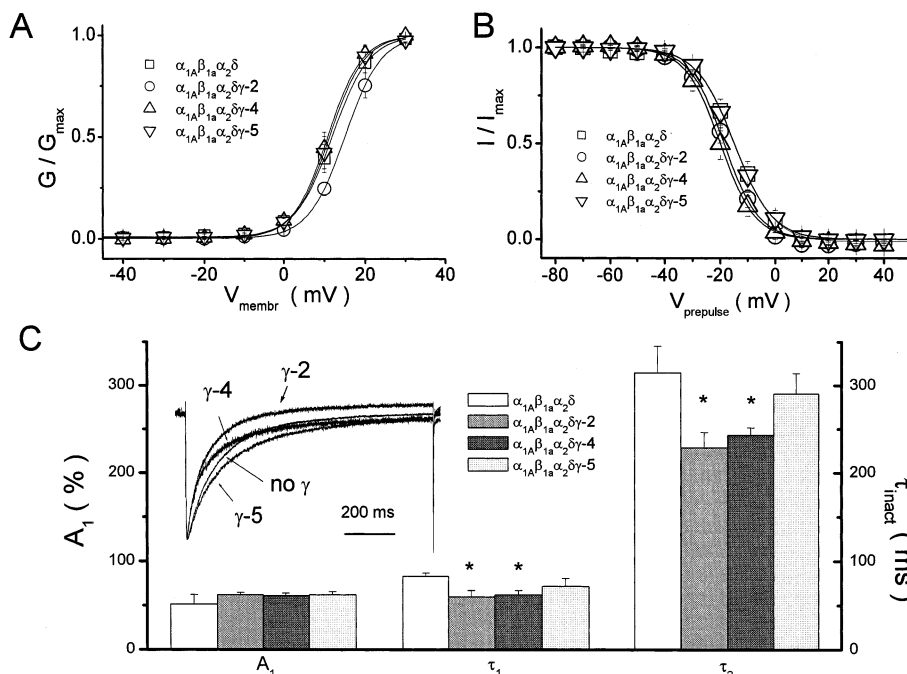 A
G / Gmax
1.0
0.5
0.0
α1Aβ1aα2δ
α1Aβ1aα2δγ-2
α1Aβ1aα2δγ-4
α1Aβ1aα2δγ-5
-40 -20 0 20 40
Vmembr ( mV )
B
I / Imax
1.0
0.5
0.0
α1Aβ1aα2δ
α1Aβ1aα2δγ-2
α1Aβ1aα2δγ-4
α1Aβ1aα2δγ-5
-80 -60 -40 -20 0 20 40
Vprepulse ( mV )
C
A1 ( % )
300
200
100
0
γ-2
γ-4
no γ
γ-5
200 ms
α1Aβ1aα2δ
α1Aβ1aα2δγ-2
α1Aβ1aα2δγ-4
α1Aβ1aα2δγ-5
* *
* *
300
200
100
0
τinact ( ms )
A1 τ1 τ2